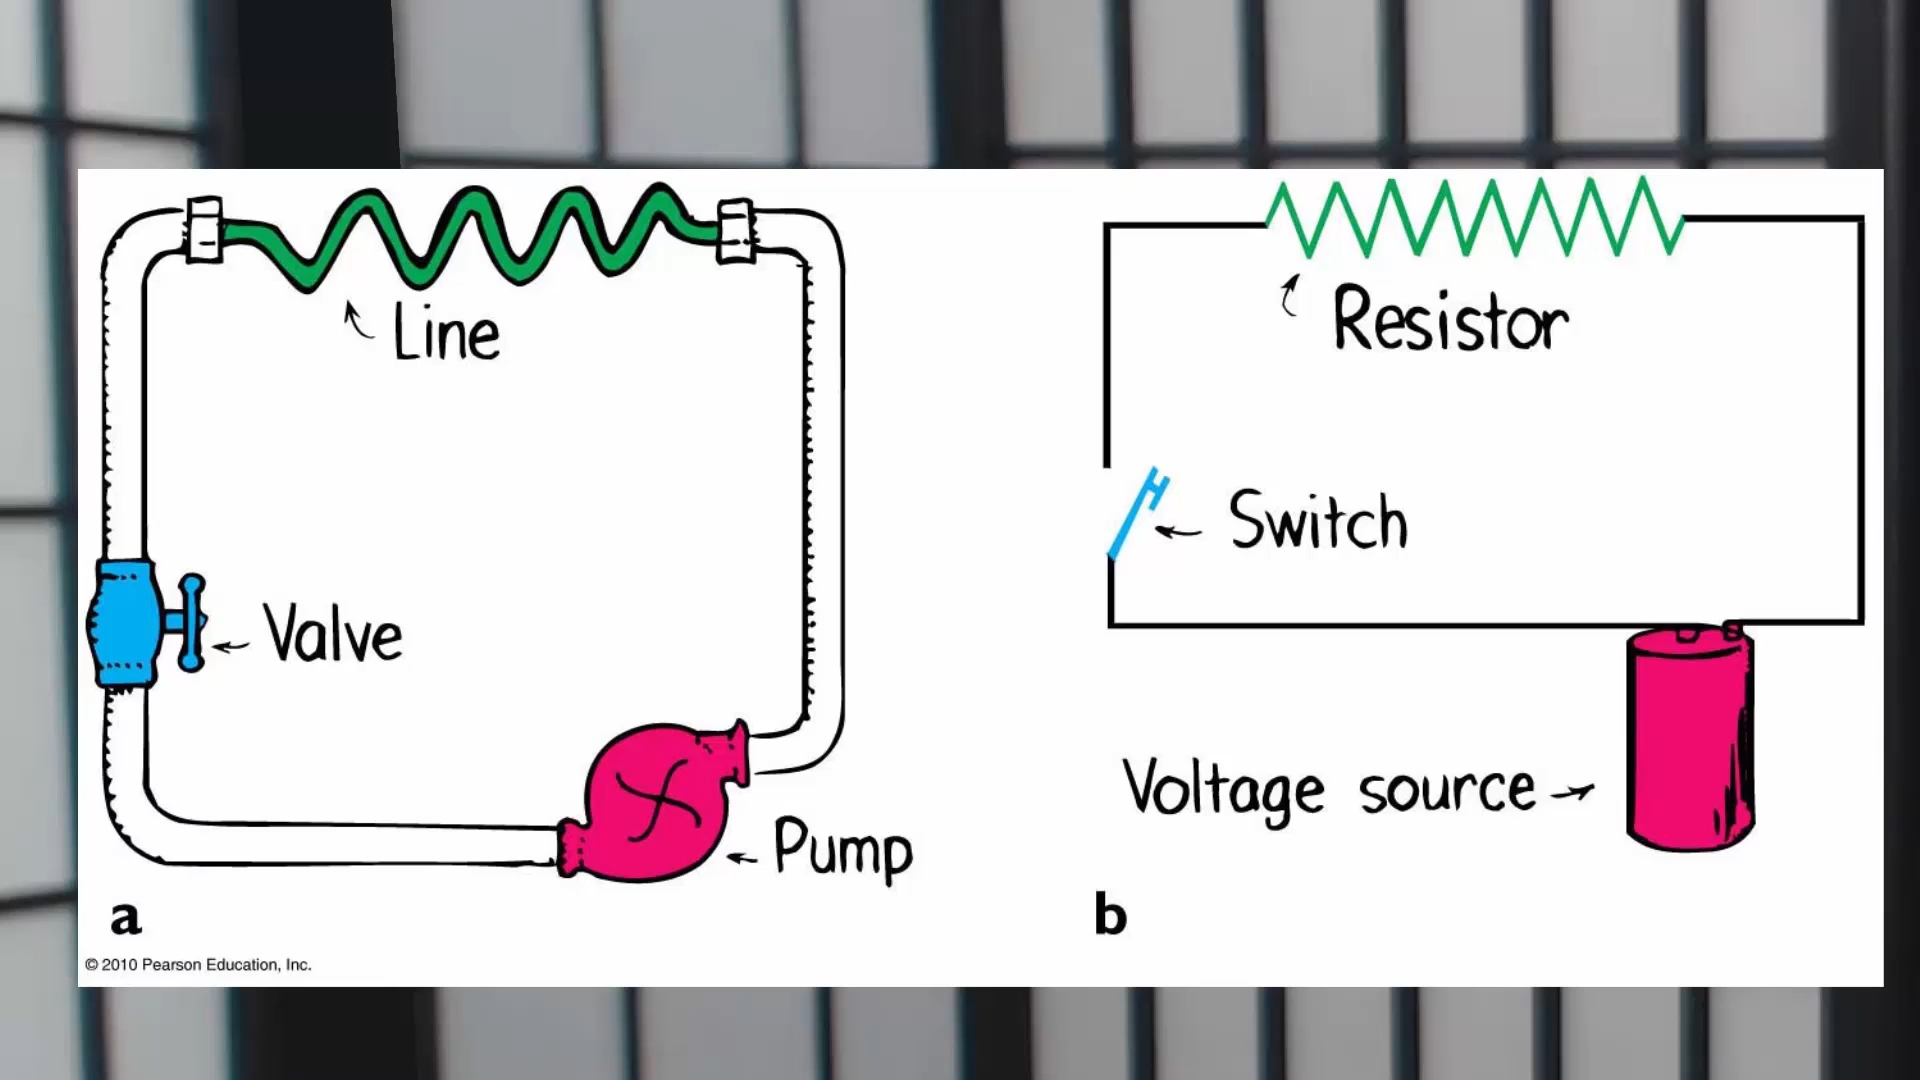 Line
Valve
Pump
a
© 2010 Pearson Education, Inc.
Resistor
Switch
Voltage source
b